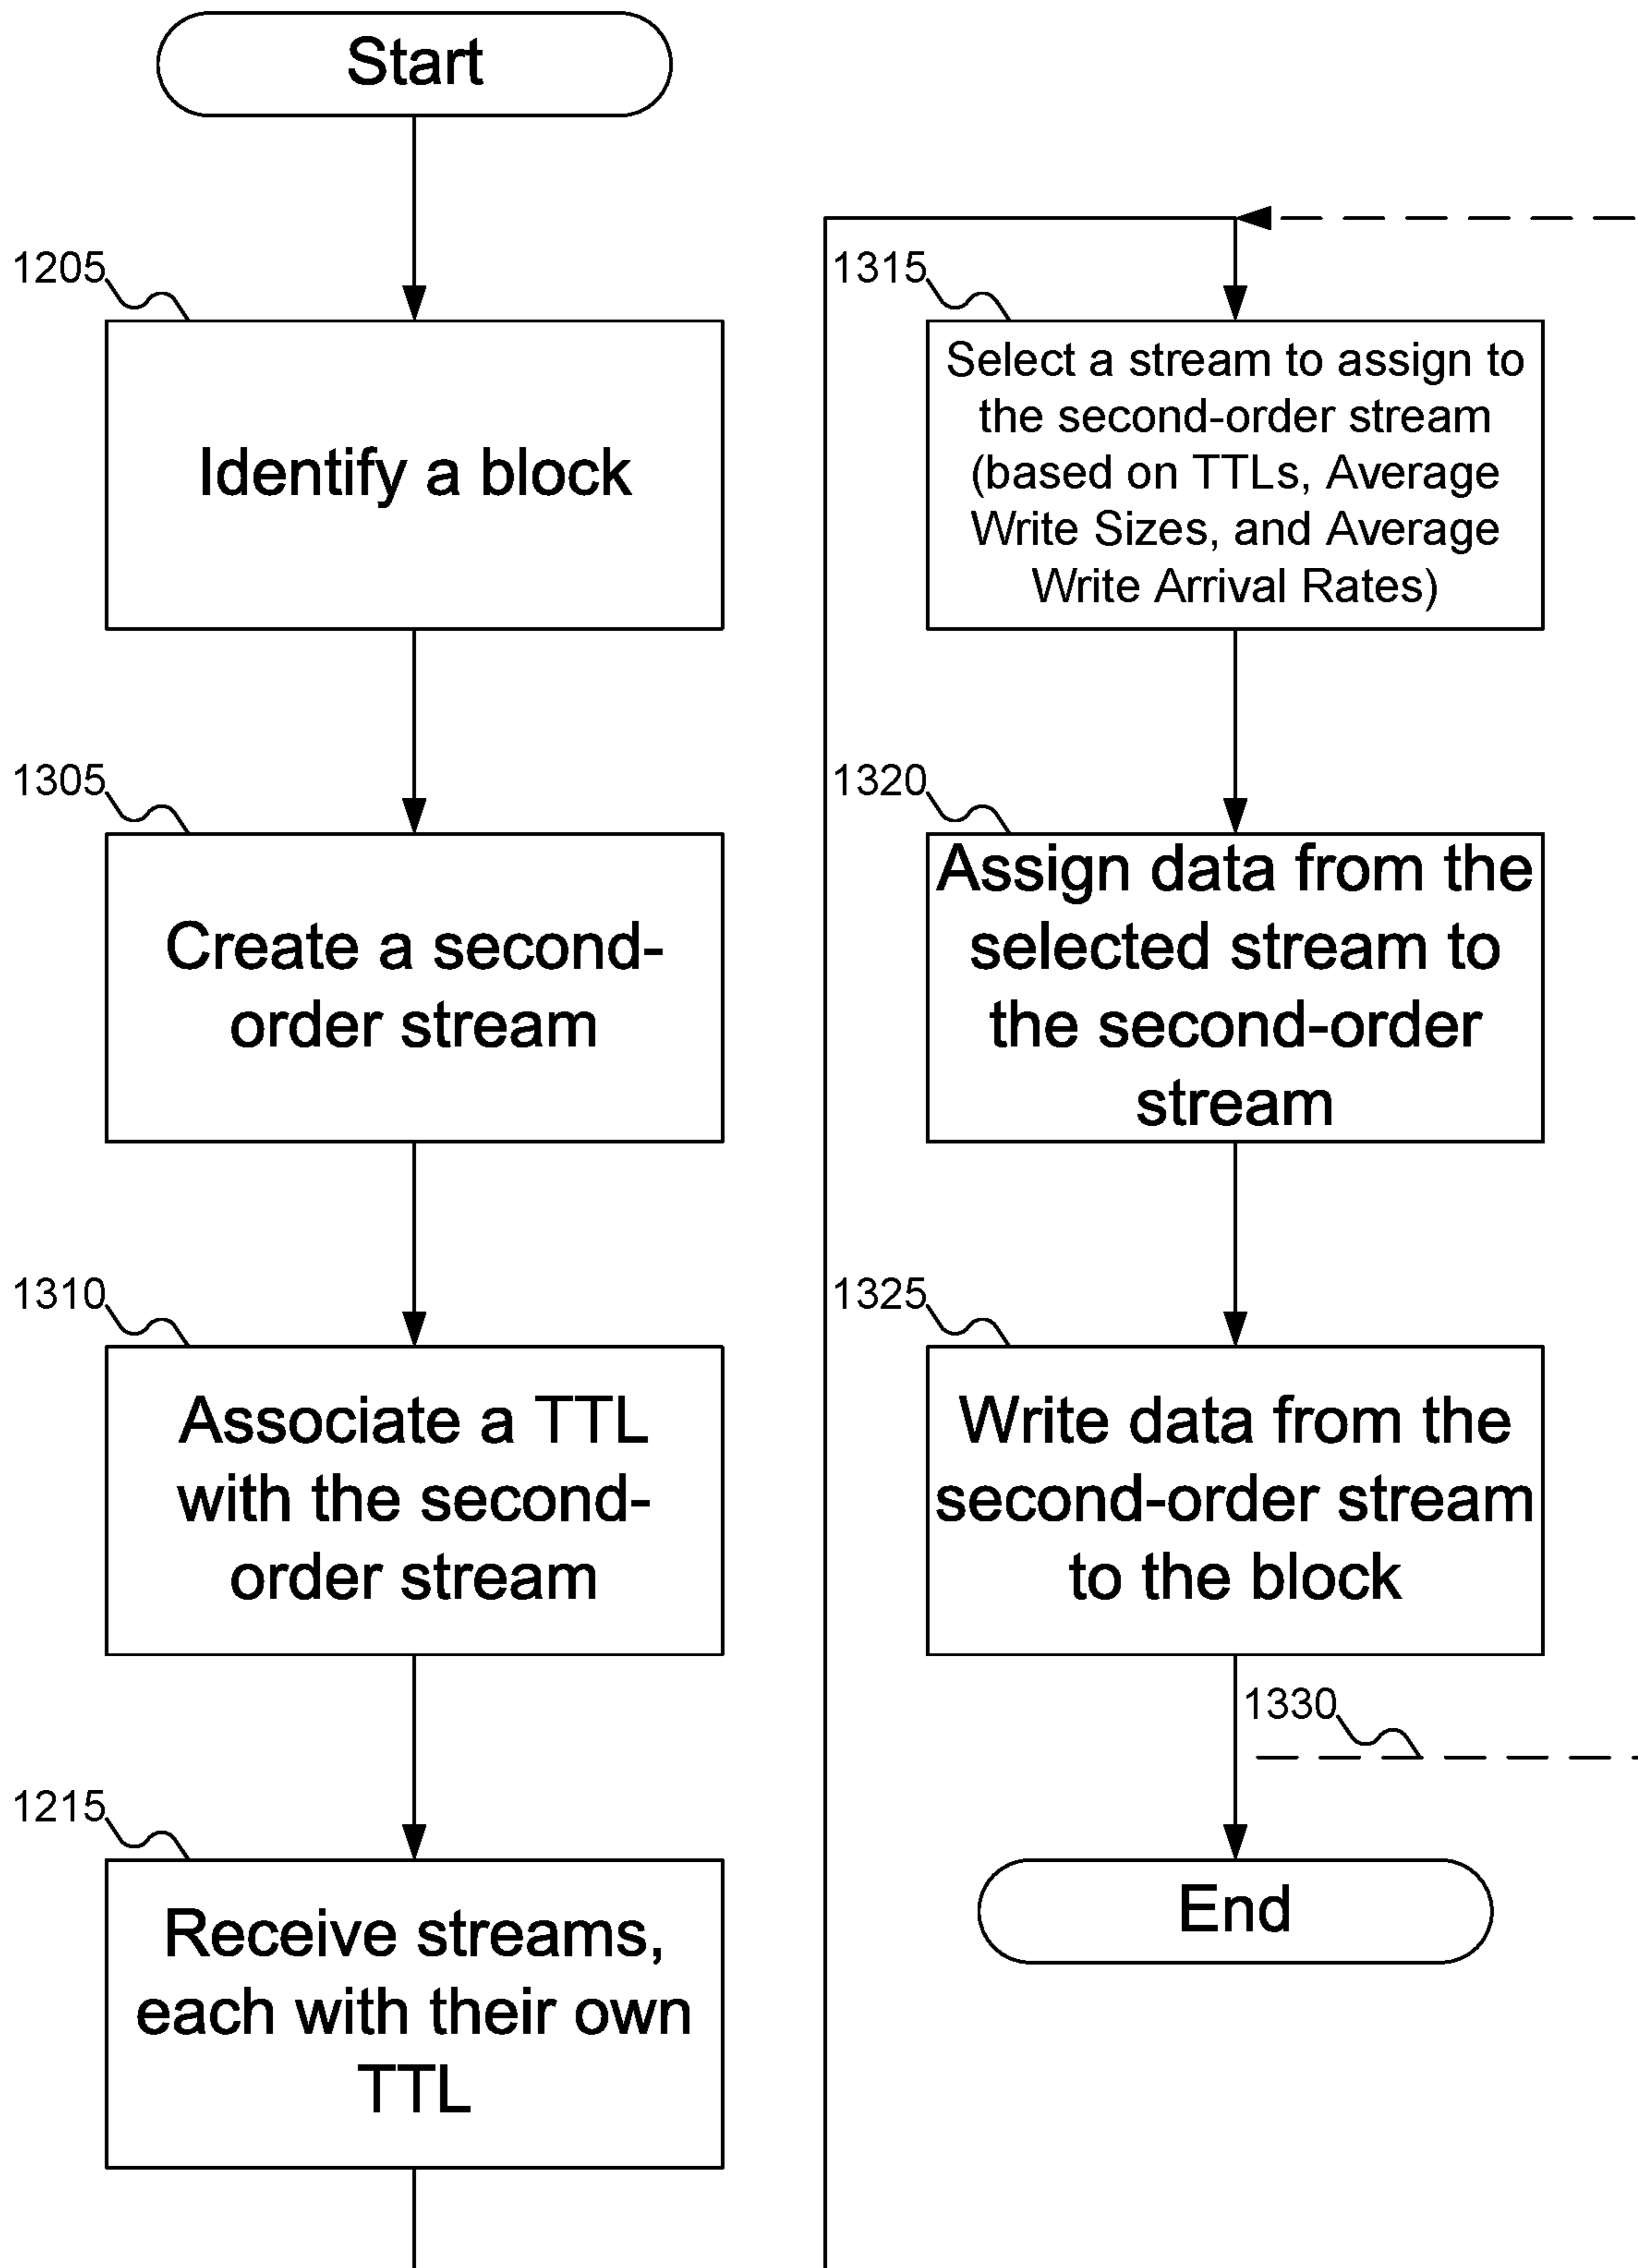 Start
1205
Identify a block
1305
Create a second-
order stream
1310
Associate a TTL
with the second-
order stream
1215
Receive streams,
each with their own
TTL
1315
Select a stream to assign to
the second-order stream
(based on TTLs, Average
Write Sizes, and Average
Write Arrival Rates)
1320
Assign data from the
selected stream to
the second-order
stream
1325
Write data from the
second-order stream
to the block
1330
End